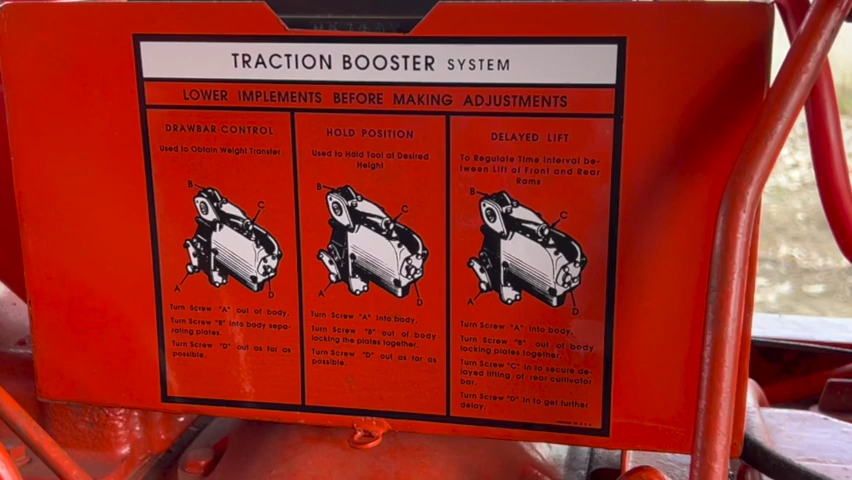 TRACTION BOOSTER SYSTEM
LOWER IMPLEMENTS BEFORE MAKING ADJUSTMENTS
DRAWBAR CONTROL
Used to Obtain Weight Transfer.
B
C
A
D
Turn Screw "A" out of body.
Turn Screw "B" into body sepa-
rating plates.
Turn Screw "D" out as far as
possible.
HOLD POSITION
Used to Hold Tool at Desired
Height
B
C
A
D
Turn Screw "A" into body.
Turn Screw "B" out of body
locking the plates together.
Turn Screw "D" out as far as
possible.
DELAYED LIFT
To Regulate Time Interval be-
tween Lift of Front and Rear
Rams
B
C
A
D
Turn Screw "A" into body.
Turn Screw "B" out of body
locking plates together.
Turn Screw "C" in to secure de-
layed lifting of rear cultivator
bar.
Turn Screw "D" in to get further
delay.